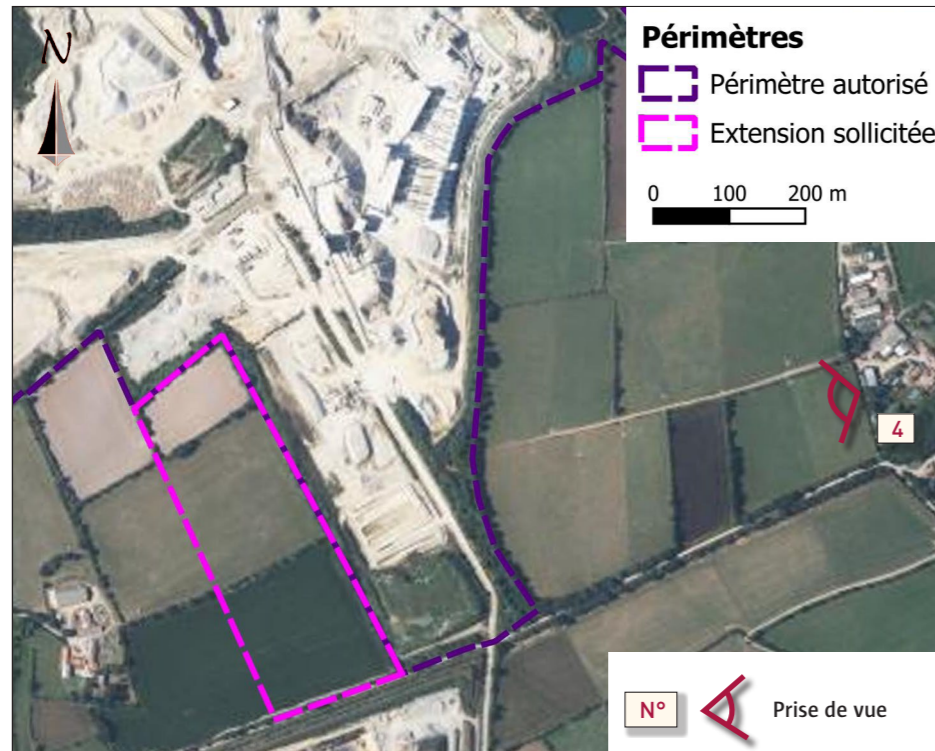 N
Périmètres
Périmètre autorisé
Extension sollicitée
0 100 200 m
4
N° Prise de vue